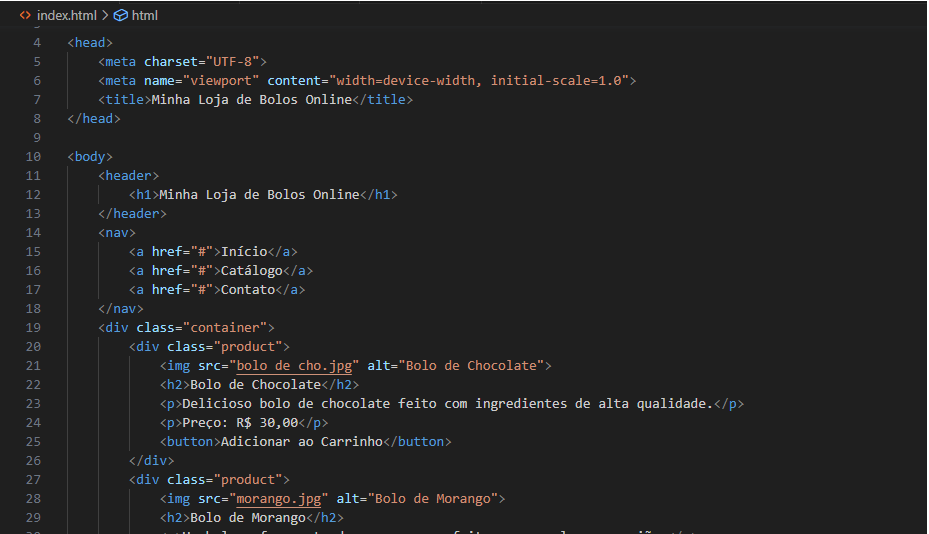 index.html > html
4 <head>
5 <meta charset="UTF-8">
6 <meta name="viewport" content="width=device-width, initial-scale=1.0">
7 <title>Minha Loja de Bolos Online</title>
8 </head>
9
10 <body>
11 <header>
12 <h1>Minha Loja de Bolos Online</h1>
13 </header>
14 <nav>
15 <a href="#">Início</a>
16 <a href="#">Catálogo</a>
17 <a href="#">Contato</a>
18 </nav>
19 <div class="container">
20 <div class="product">
21 <img src="bolo de cho.jpg" alt="Bolo de Chocolate">
22 <h2>Bolo de Chocolate</h2>
23 <p>Delicioso bolo de chocolate feito com ingredientes de alta qualidade.</p>
24 <p>Preço: R$ 30,00</p>
25 <button>Adicionar ao Carrinho</button>
26 </div>
27 <div class="product">
28 <img src="morango.jpg" alt="Bolo de Morango">
29 <h2>Bolo de Morango</h2>